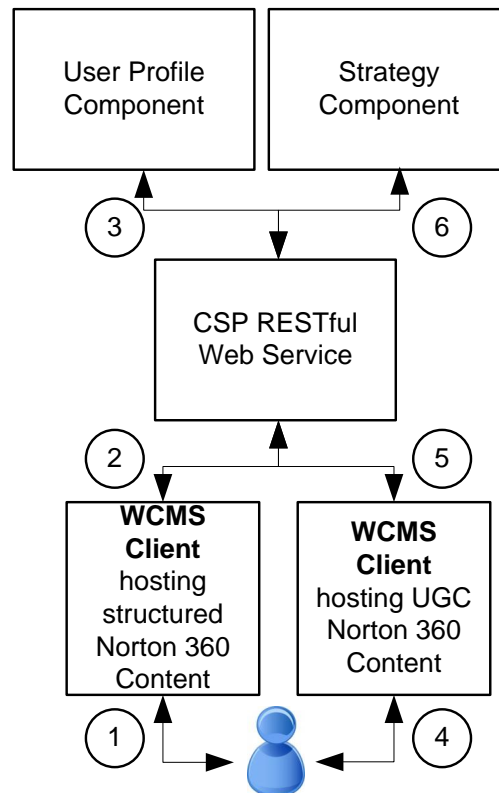 User Profile
Component
Strategy
Component
3
6
CSP RESTful
Web Service
2
5
WCMS
Client
hosting
structured
Norton 360
Content
WCMS
Client
hosting UGC
Norton 360
Content
1
4